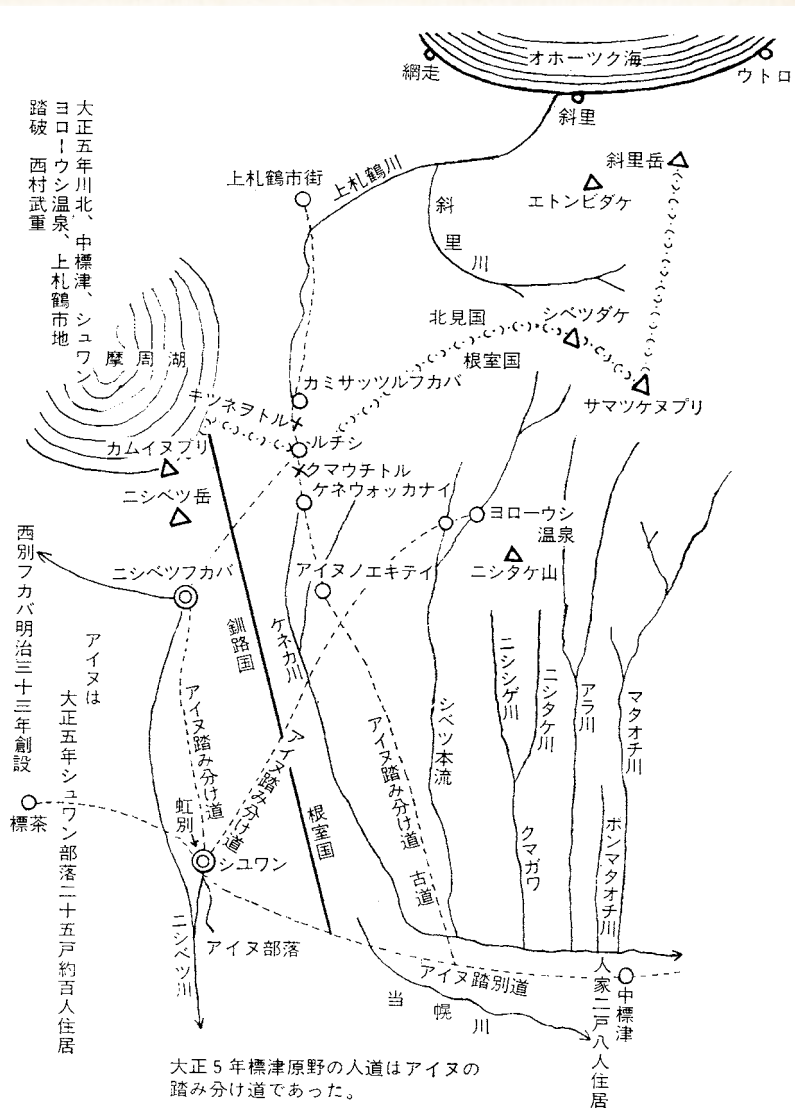 オホーツク海
網走
ウトロ
斜里
大正五年川北、中標津、シュワン
ヨローウシ温泉、上札鶴市地
踏破　西村武重
上札鶴市街
上札鶴川
斜里岳
エトンビダケ
斜里川
北見国
シベツダケ
根室国
摩周湖
カミサッツルフカバ
キツネヲトル
サマツケヌプリ
ルチシ
カムイヌプリ
クマウチトル
ケネウォッカナイ
ニシベツ岳
ヨローウシ
温泉
ニシベツフカバ
アイヌノエキテイ
ニシタケ山
西別フカバ明治三十三年創設
釧路国
ケネカ川
ニシシゲ川
ニシタケ川
アラ川
マタオチ川
シベツ本流
アイヌは
大正五年シュワン部落二十五戸約百人住居
アイヌ踏み分け道
アイヌ踏み分け道
アイヌ踏み分け道
古道
標茶
虹別
シュワン
根室国
クマガワ
ポンマタオチ川
アイヌ部落
ニシベツ川
アイヌ踏別道
当幌川
中標津
人家二戸八人住居
大正5年標津原野の人道はアイヌの
踏み分け道であった。